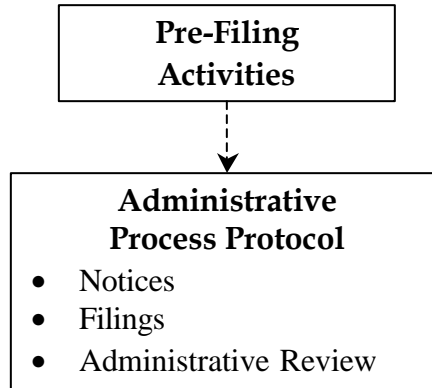 Pre-Filing
Activities
Administrative
Process Protocol
• Notices
• Filings
• Administrative Review